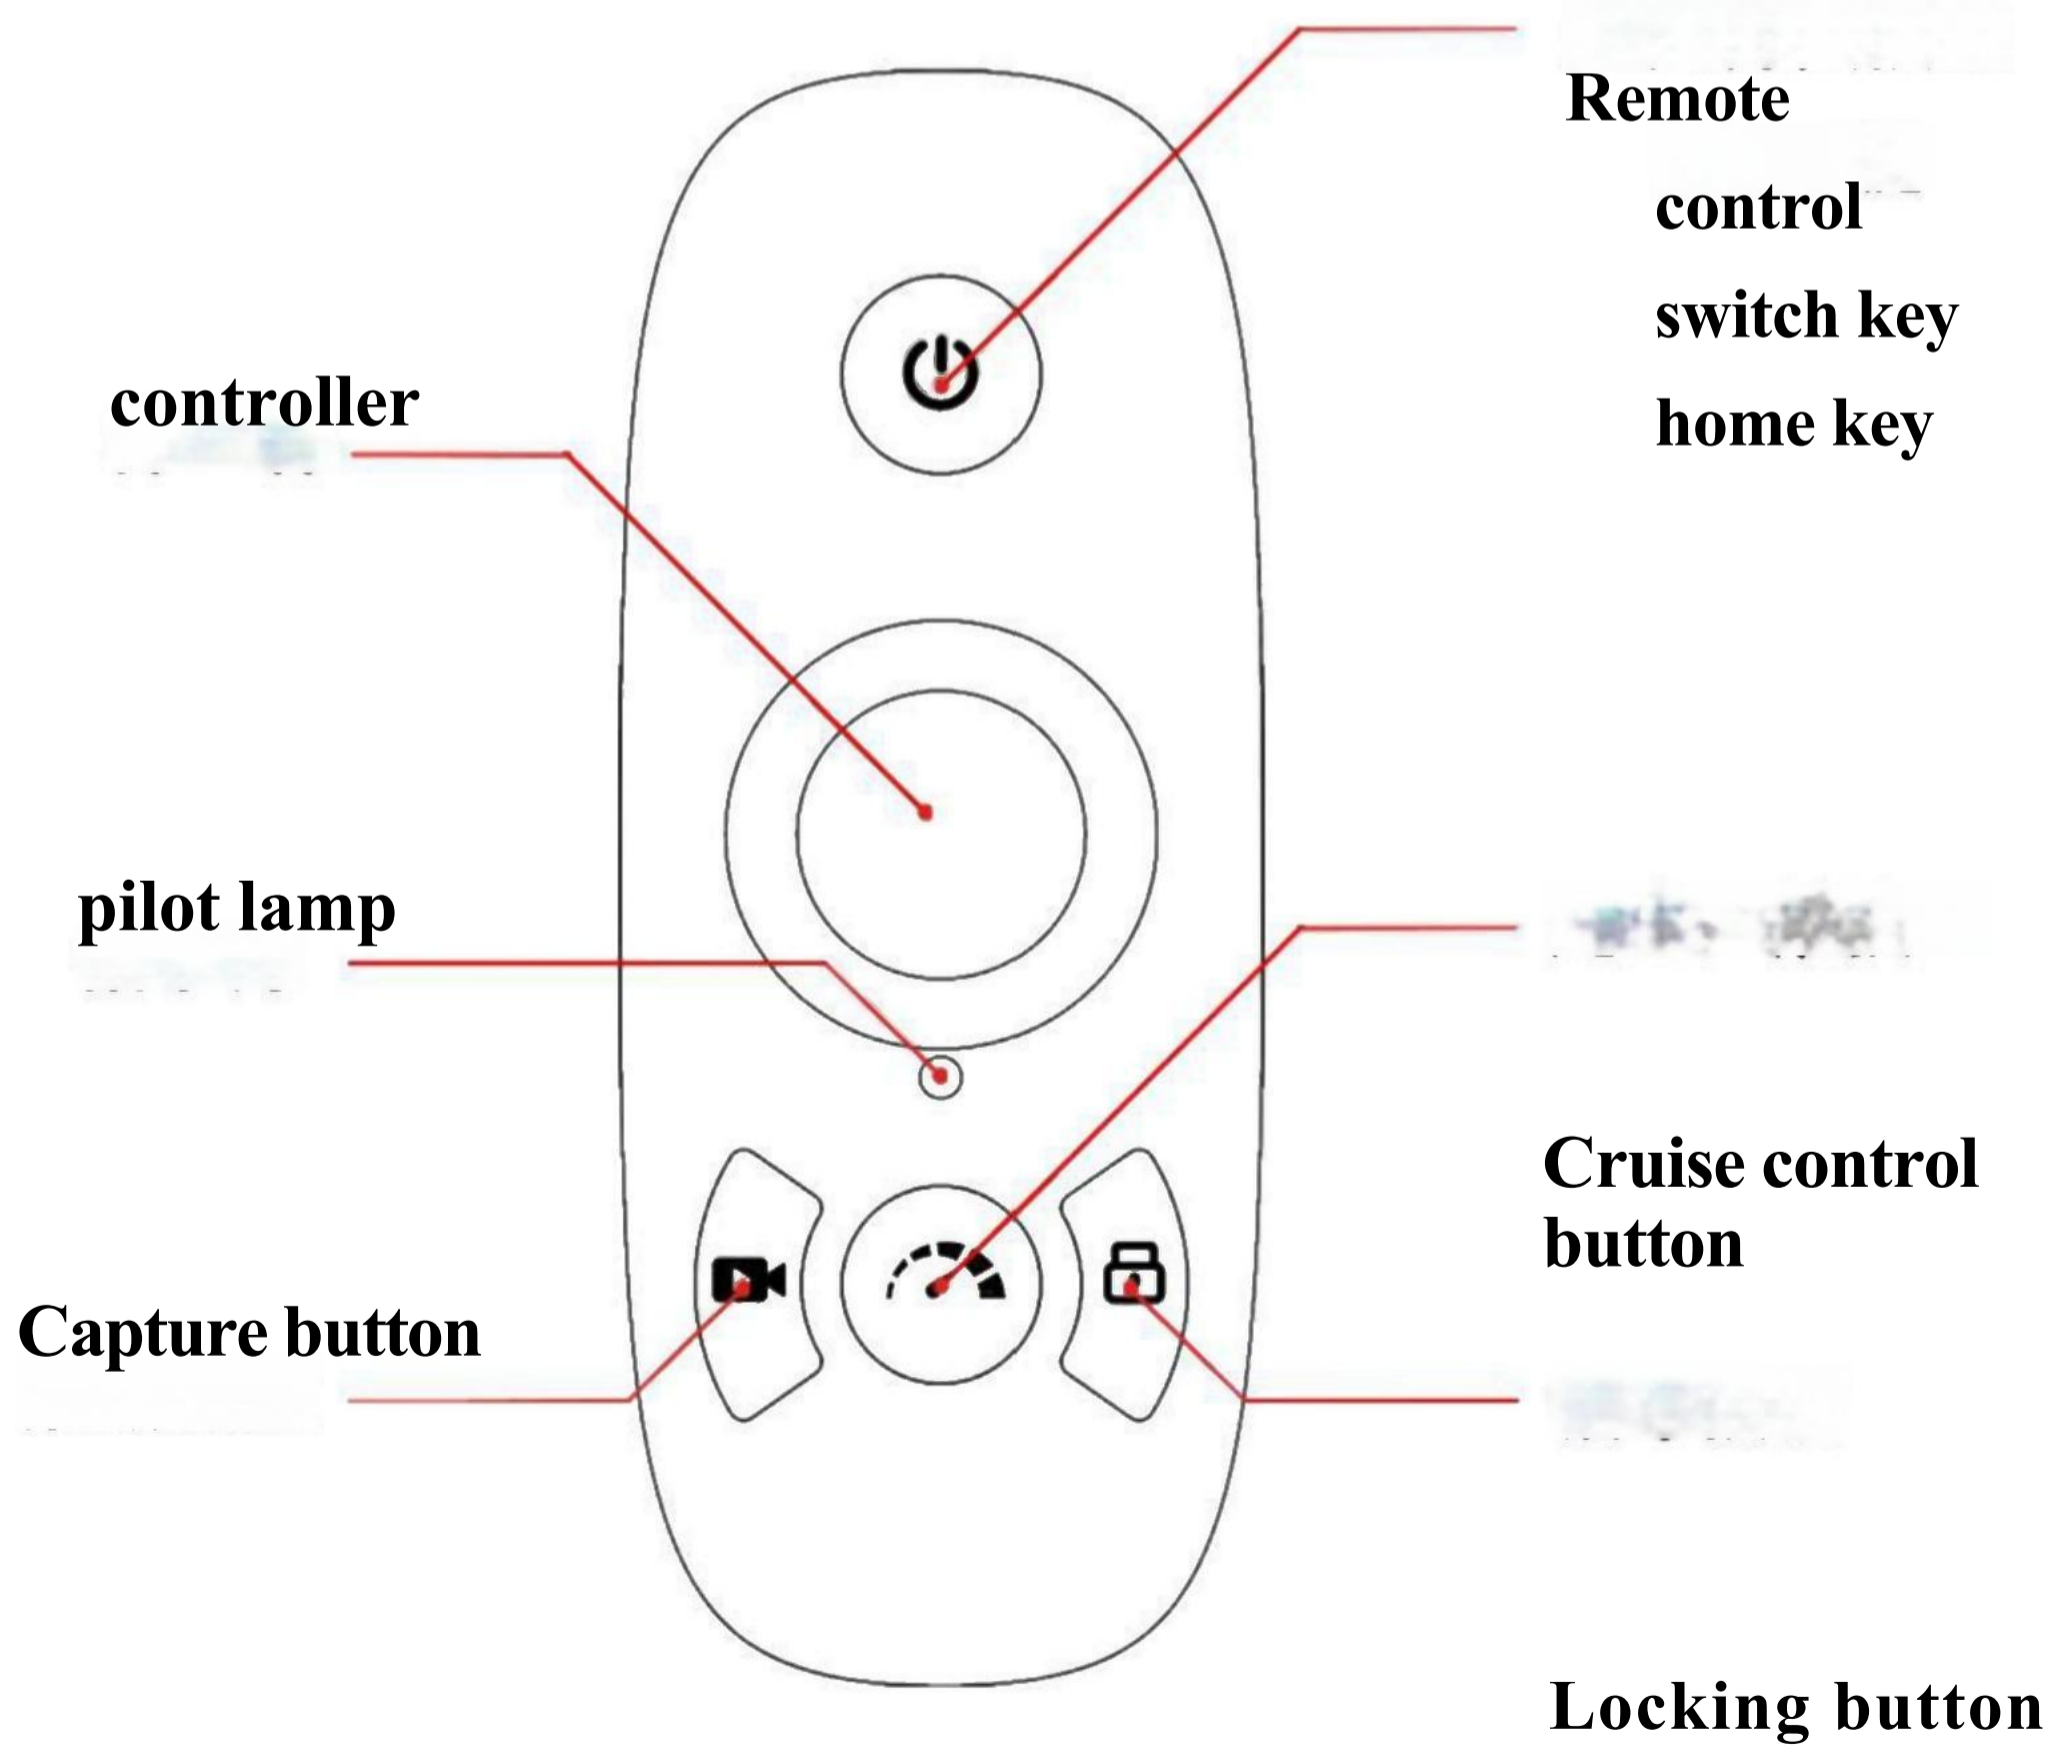 Remote
control
switch key
home key
controller
pilot lamp
Cruise control
button
Capture button
Locking button